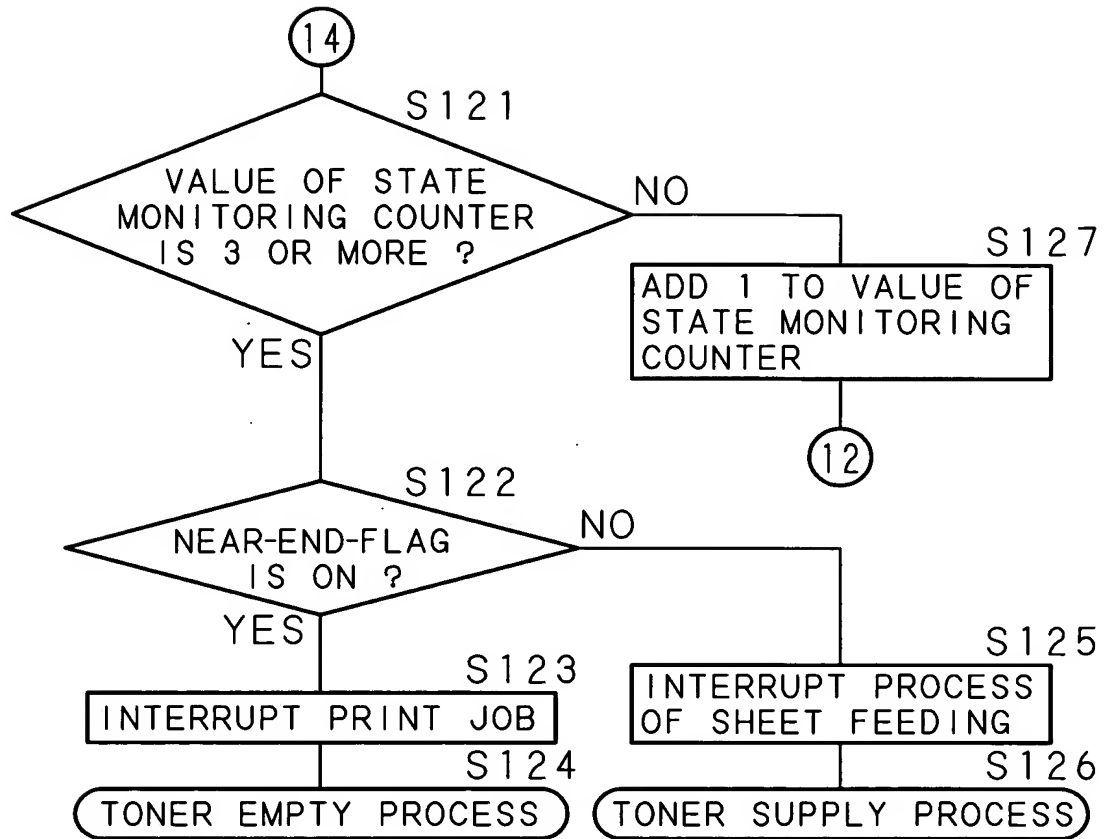 14
S121
VALUE OF STATE
MONITORING COUNTER
IS 3 OR MORE ?
NO
YES
S127
ADD 1 TO VALUE OF
STATE MONITORING
COUNTER
12
S122
NEAR-END-FLAG
IS ON ?
NO
YES
S123
INTERRUPT PRINT JOB
S124
TONER EMPTY PROCESS
S125
INTERRUPT PROCESS
OF SHEET FEEDING
S126
TONER SUPPLY PROCESS